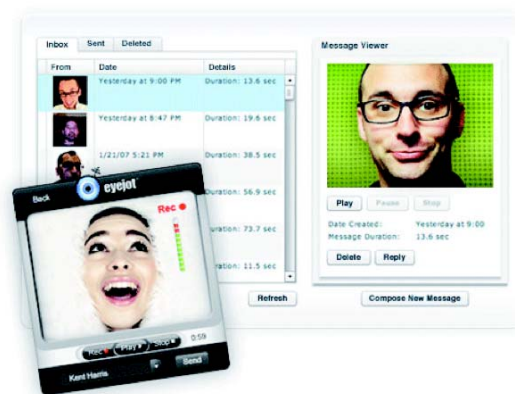 Inbox Sent Deleted
From Date Details
Yesterday at 9:00 PM Duration: 13.6 sec
Yesterday at 8:47 PM Duration: 19.6 sec
1/21/07 5:21 PM Duration: 38.5 sec
Duration: 56.9 sec
Duration: 73.7 sec
Duration: 11.5 sec
Refresh
Message Viewer
Play Pause Stop
Date Created: Yesterday at 9:00
Message Duration: 13.6 sec
Delete Reply
Compose New Message
Back
eyejot
Rec
Rec Play Stop 0:59
Kent Harris Send